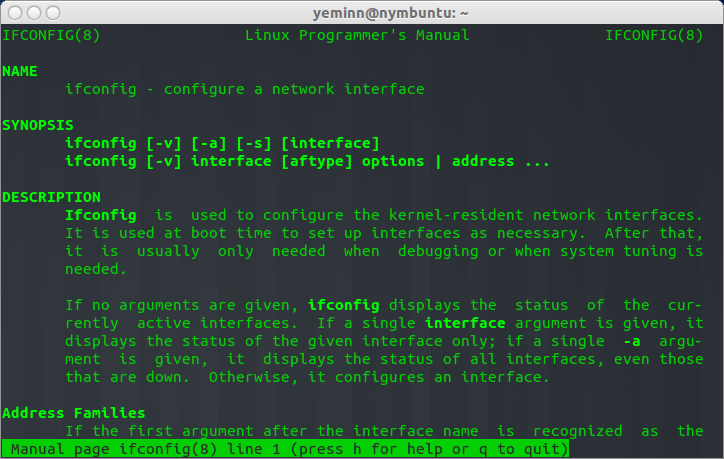 yeminn@nymbuntu: ~
IFCONFIG(8) Linux Programmer's Manual IFCONFIG(8)
NAME
ifconfig - configure a network interface
SYNOPSIS
ifconfig [-v] [-a] [-s] [interface]
ifconfig [-v] interface [aftype] options | address ...
DESCRIPTION
Ifconfig is used to configure the kernel-resident network interfaces.
It is used at boot time to set up interfaces as necessary. After that,
it is usually only needed when debugging or when system tuning is
needed.
If no arguments are given, ifconfig displays the status of the cur-
rently active interfaces. If a single interface argument is given, it
displays the status of the given interface only; if a single -a argu-
ment is given, it displays the status of all interfaces, even those
that are down. Otherwise, it configures an interface.
Address Families
If the first argument after the interface name is recognized as the
Manual page ifconfig(8) line 1 (press h for help or q to quit)